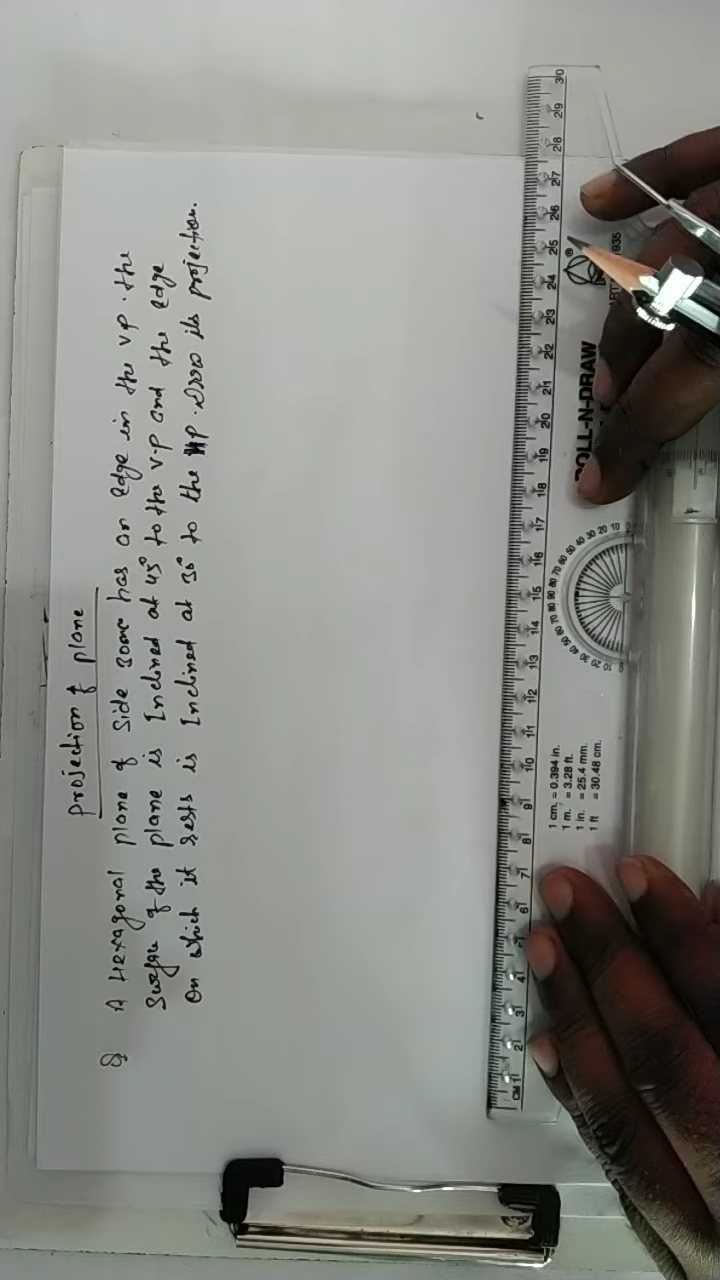 projection of plane
Q A Hexagonal plane of side 30mm has an edge in the v.p. the
surface of the plane is Inclined at 45° to the v.p and the edge
on which it rests is Inclined at 30° to the HP. Draw its projection.
CM 1 2 3 4 5 6 7 8 9 10 11 12 13 14 15 16 17 18 19 20 21 22 23 24 25 26 27 28 29 30
1 cm. = 0.394 in.
1 m. = 3.28 ft.
1 in. = 25.4 mm.
1 ft = 30.48 cm.
OLL-N-DRAW
®
935